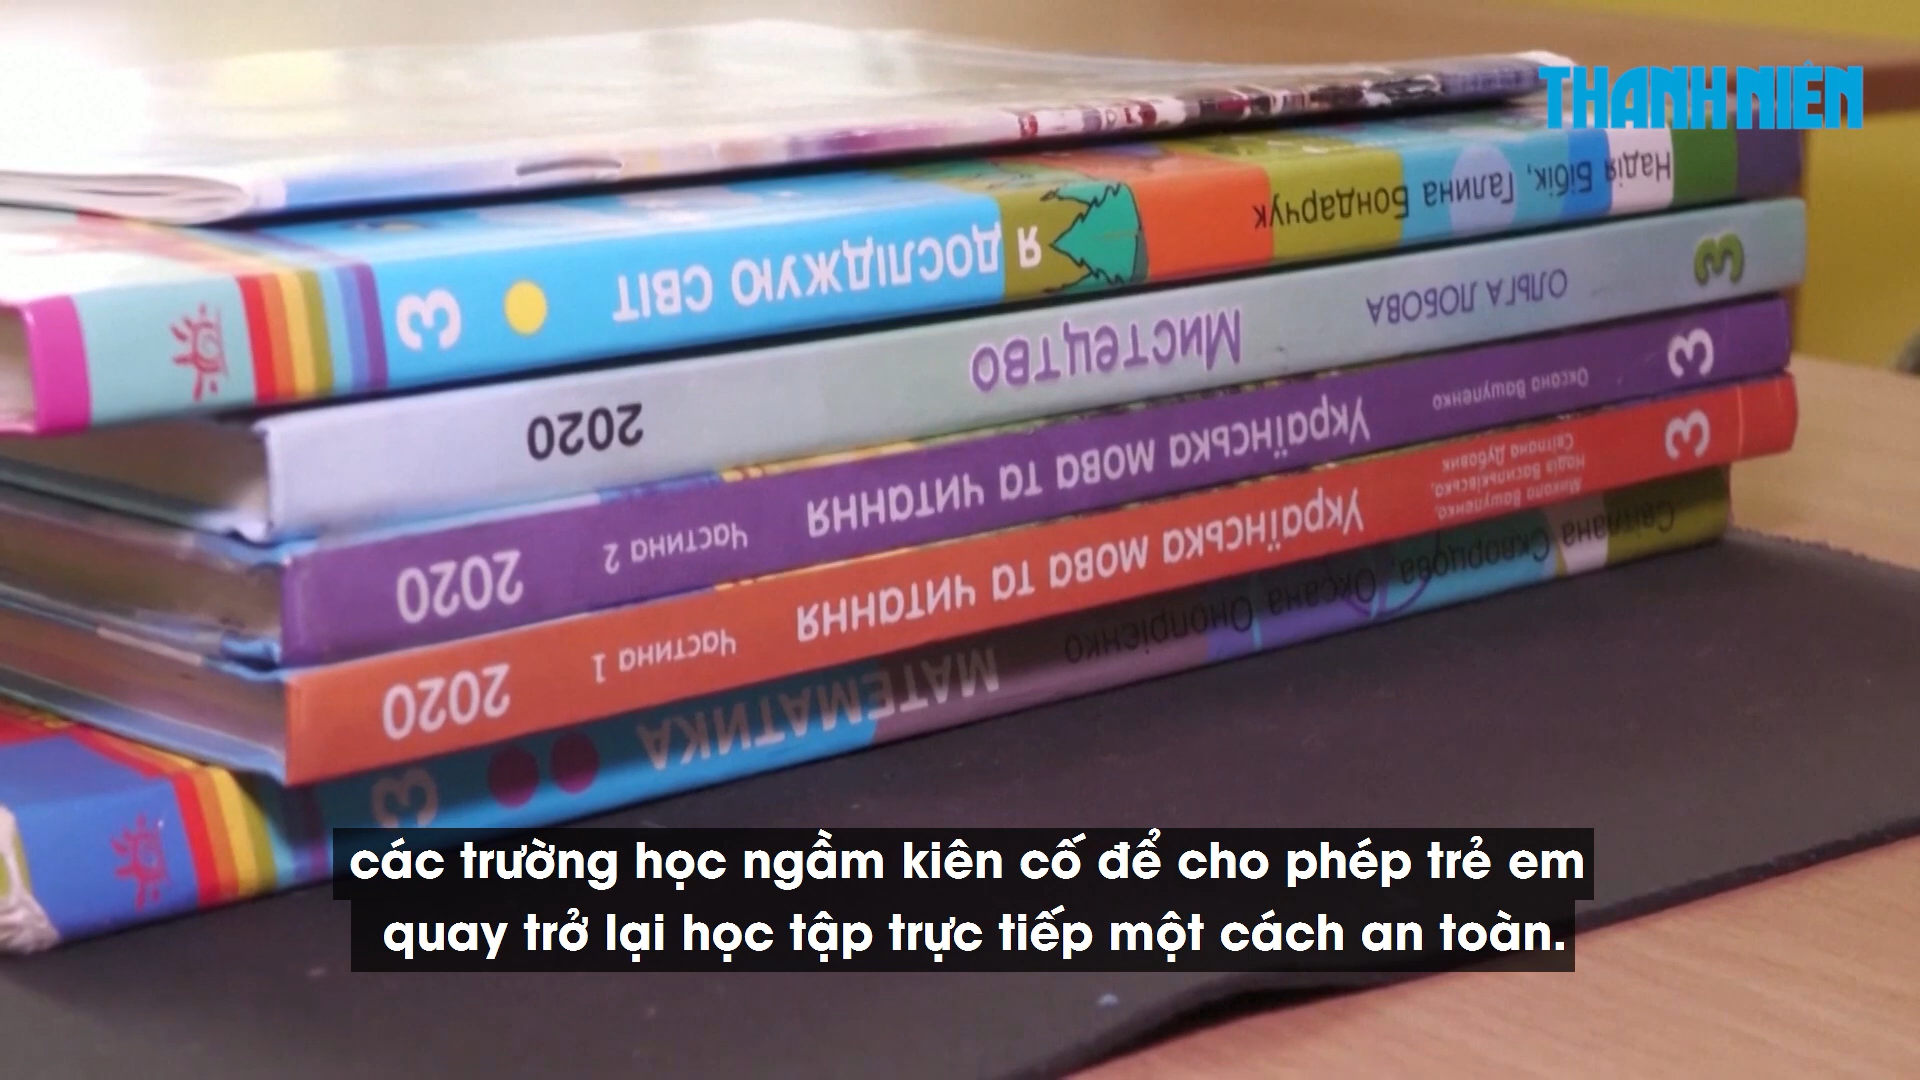 THANH NIÊN
Надія Бібік, Галина Бондарчук
Я ДОСЛІДЖУЮ СВІТ
3
3
ОЛЬГА ЛОБОВА
Мистецтво
2020
3
Оксана Вашуленко
Українська мова та читання
Частина 2
2020
3
Микола Вашуленко,
Надія Васильківська,
Світлана Дубовик
Українська мова та читання
Частина 1
2020
Світлана Скворцова, Оксана Онопрієнко
МАТЕМАТИКА
3
các trường học ngầm kiên cố để cho phép trẻ em
quay trở lại học tập trực tiếp một cách an toàn.